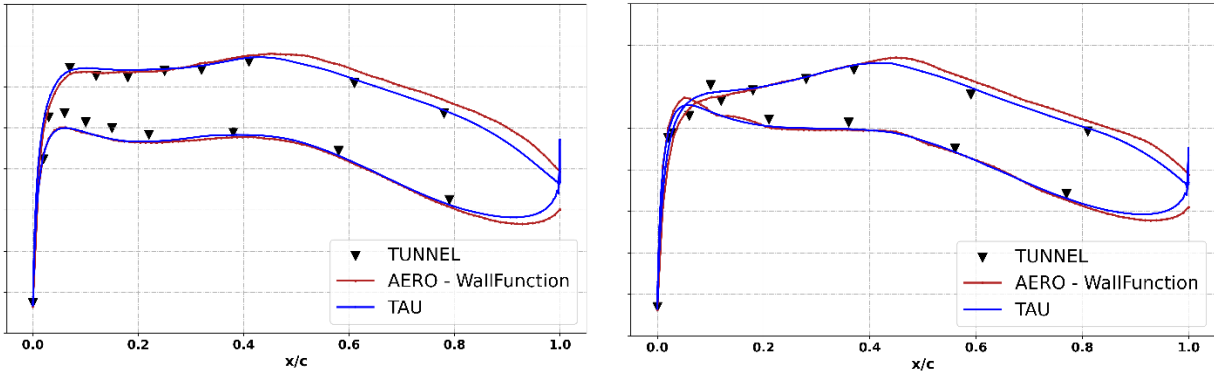 TUNNEL
AERO - WallFunction
TAU
0.0 0.2 0.4 0.6 0.8 1.0
x/c
TUNNEL
AERO - WallFunction
TAU
0.0 0.2 0.4 0.6 0.8 1.0
x/c